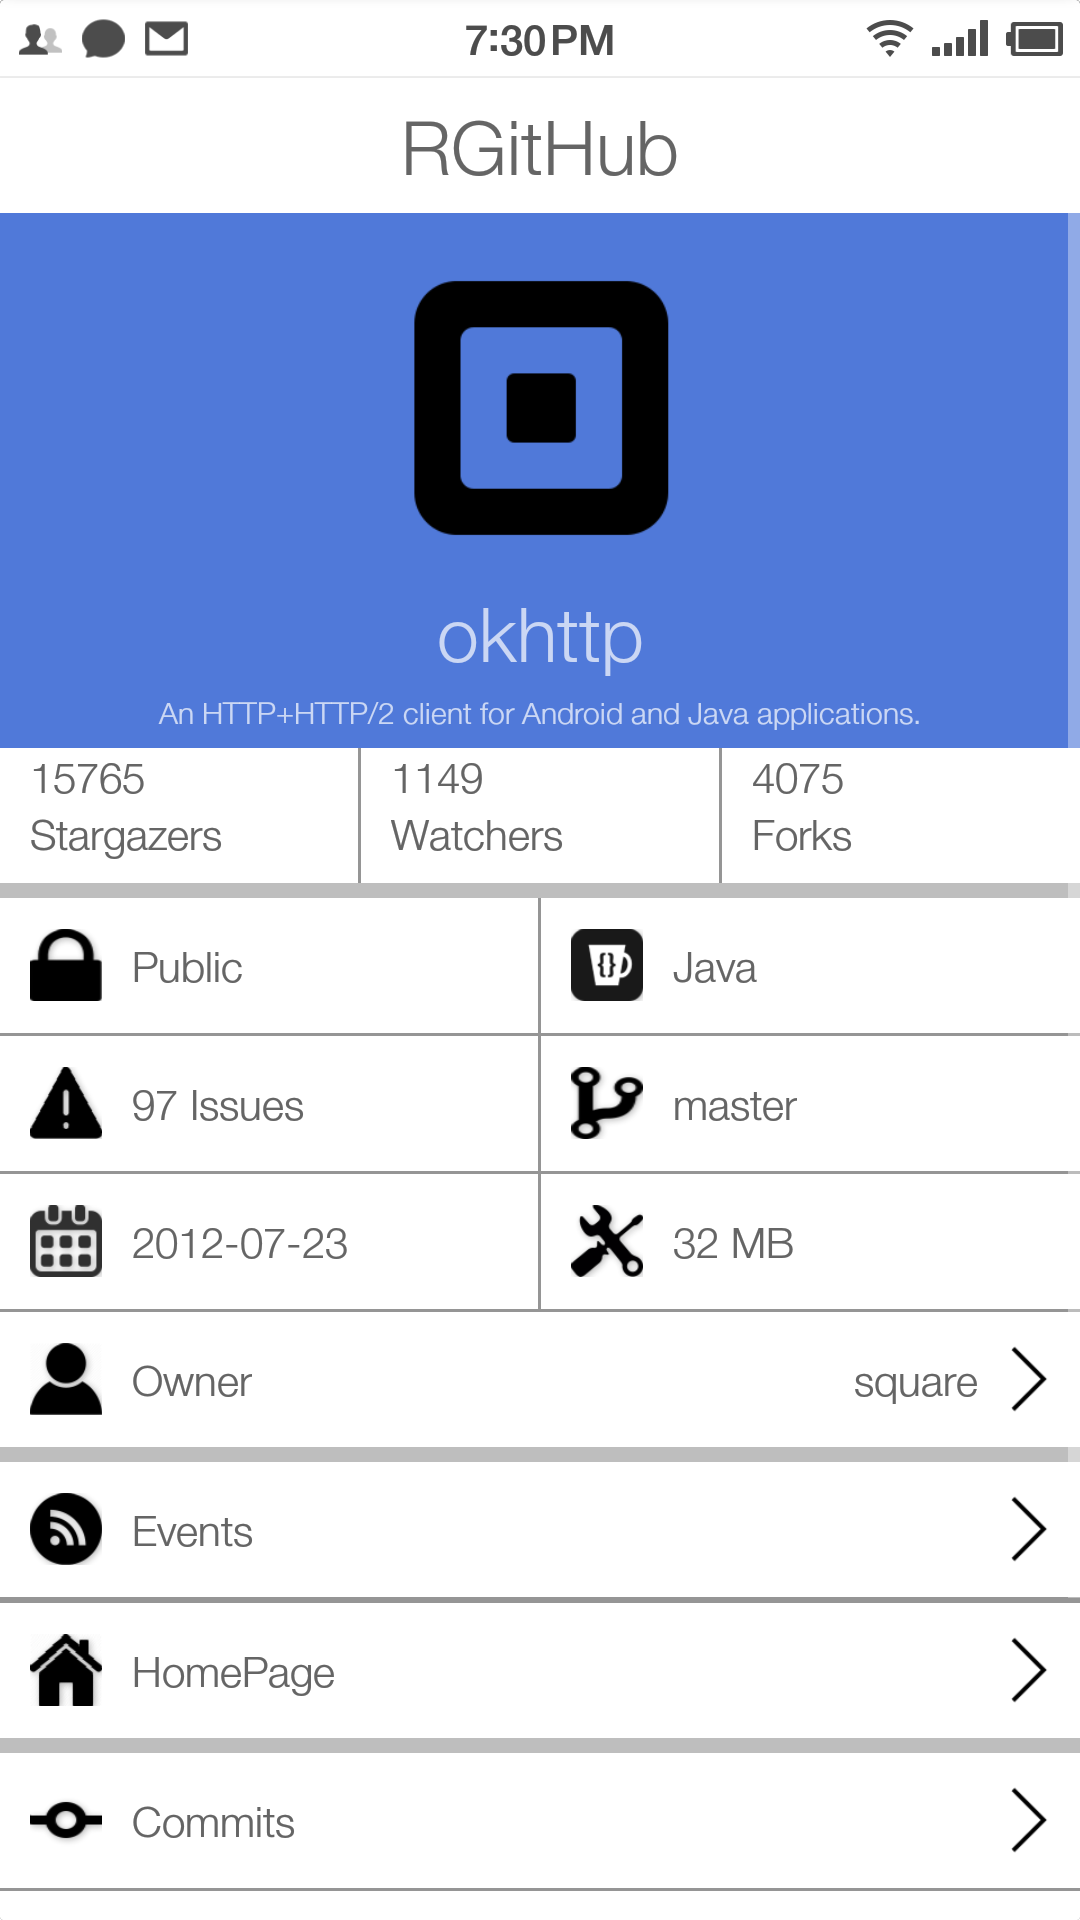 7:30 PM
RGitHub
okhttp
An HTTP+HTTP/2 client for Android and Java applications.
15765
Stargazers
1149
Watchers
4075
Forks
Public
{} Java
97 Issues
master
2012-07-23
32 MB
Owner
square
Events
HomePage
Commits